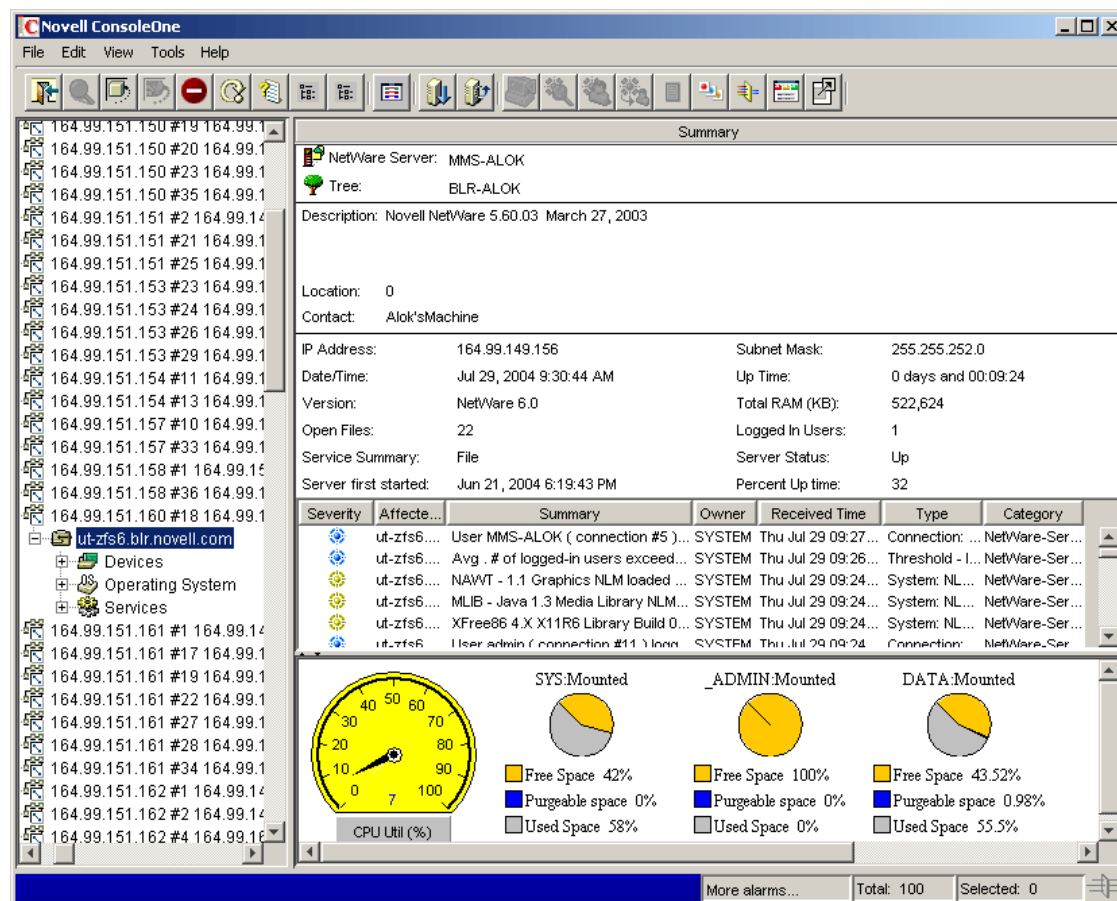 Novell ConsoleOne
File Edit View Tools Help
164.99.151.150 #19 164.99.1
164.99.151.150 #20 164.99.1
164.99.151.150 #23 164.99.1
164.99.151.150 #35 164.99.1
164.99.151.151 #2 164.99.14
164.99.151.151 #21 164.99.1
164.99.151.151 #25 164.99.1
164.99.151.153 #23 164.99.1
164.99.151.153 #24 164.99.1
164.99.151.153 #26 164.99.1
164.99.151.153 #29 164.99.1
164.99.151.154 #11 164.99.1
164.99.151.154 #13 164.99.1
164.99.151.157 #10 164.99.1
164.99.151.157 #33 164.99.1
164.99.151.158 #1 164.99.15
164.99.151.158 #36 164.99.1
164.99.151.160 #18 164.99.1
ut-zfs6.blr.novell.com
Devices
Operating System
Services
164.99.151.161 #1 164.99.14
164.99.151.161 #17 164.99.1
164.99.151.161 #19 164.99.1
164.99.151.161 #22 164.99.1
164.99.151.161 #27 164.99.1
164.99.151.161 #28 164.99.1
164.99.151.161 #34 164.99.1
164.99.151.162 #1 164.99.14
164.99.151.162 #2 164.99.14
164.99.151.162 #4 164.99.16
Summary
NetWare Server: MMS-ALOK
Tree: BLR-ALOK
Description: Novell NetWare 5.60.03 March 27, 2003
Location: 0
Contact: Alok'sMachine
IP Address: 164.99.149.156 Subnet Mask: 255.255.252.0
Date/Time: Jul 29, 2004 9:30:44 AM Up Time: 0 days and 00:09:24
Version: NetWare 6.0 Total RAM (KB): 522,624
Open Files: 22 Logged In Users: 1
Service Summary: File Server Status: Up
Server first started: Jun 21, 2004 6:19:43 PM Percent Up time: 32
Severity Affecte... Summary Owner Received Time Type Category
ut-zfs6.... User MMS-ALOK ( connection #5 )... SYSTEM Thu Jul 29 09:27... Connection: ... NetWare-Ser...
ut-zfs6.... Avg . # of logged-in users exceed... SYSTEM Thu Jul 29 09:26... Threshold - I... NetWare-Ser...
ut-zfs6.... NAWT - 1.1 Graphics NLM loaded ... SYSTEM Thu Jul 29 09:24... System: NL... NetWare-Ser...
ut-zfs6.... MLIB - Java 1.3 Media Library NLM... SYSTEM Thu Jul 29 09:24... System: NL... NetWare-Ser...
ut-zfs6.... XFree86 4.X X11R6 Library Build 0... SYSTEM Thu Jul 29 09:24... System: NL... NetWare-Ser...
ut-zfs6 User admin ( connection #11 ) logg SYSTEM Thu Jul 29 09:24 Connection: NetWare-Ser
0 10 20 30 40 50 60 70 80 90 100
7
CPU Util (%)
SYS:Mounted
Free Space 42%
Purgeable space 0%
Used Space 58%
_ADMIN:Mounted
Free Space 100%
Purgeable space 0%
Used Space 0%
DATA:Mounted
Free Space 43.52%
Purgeable space 0.98%
Used Space 55.5%
More alarms... Total: 100 Selected: 0